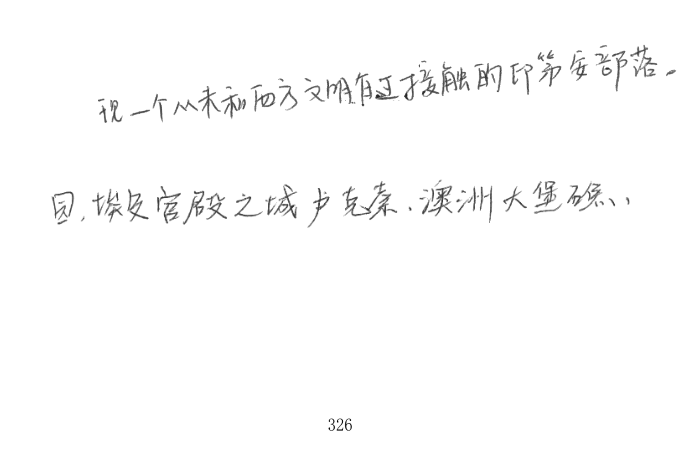 现一个从未和西方文明有过接触的印第安部落。
园,埃及宫殿之城卢克索、澳洲大堡礁、
326